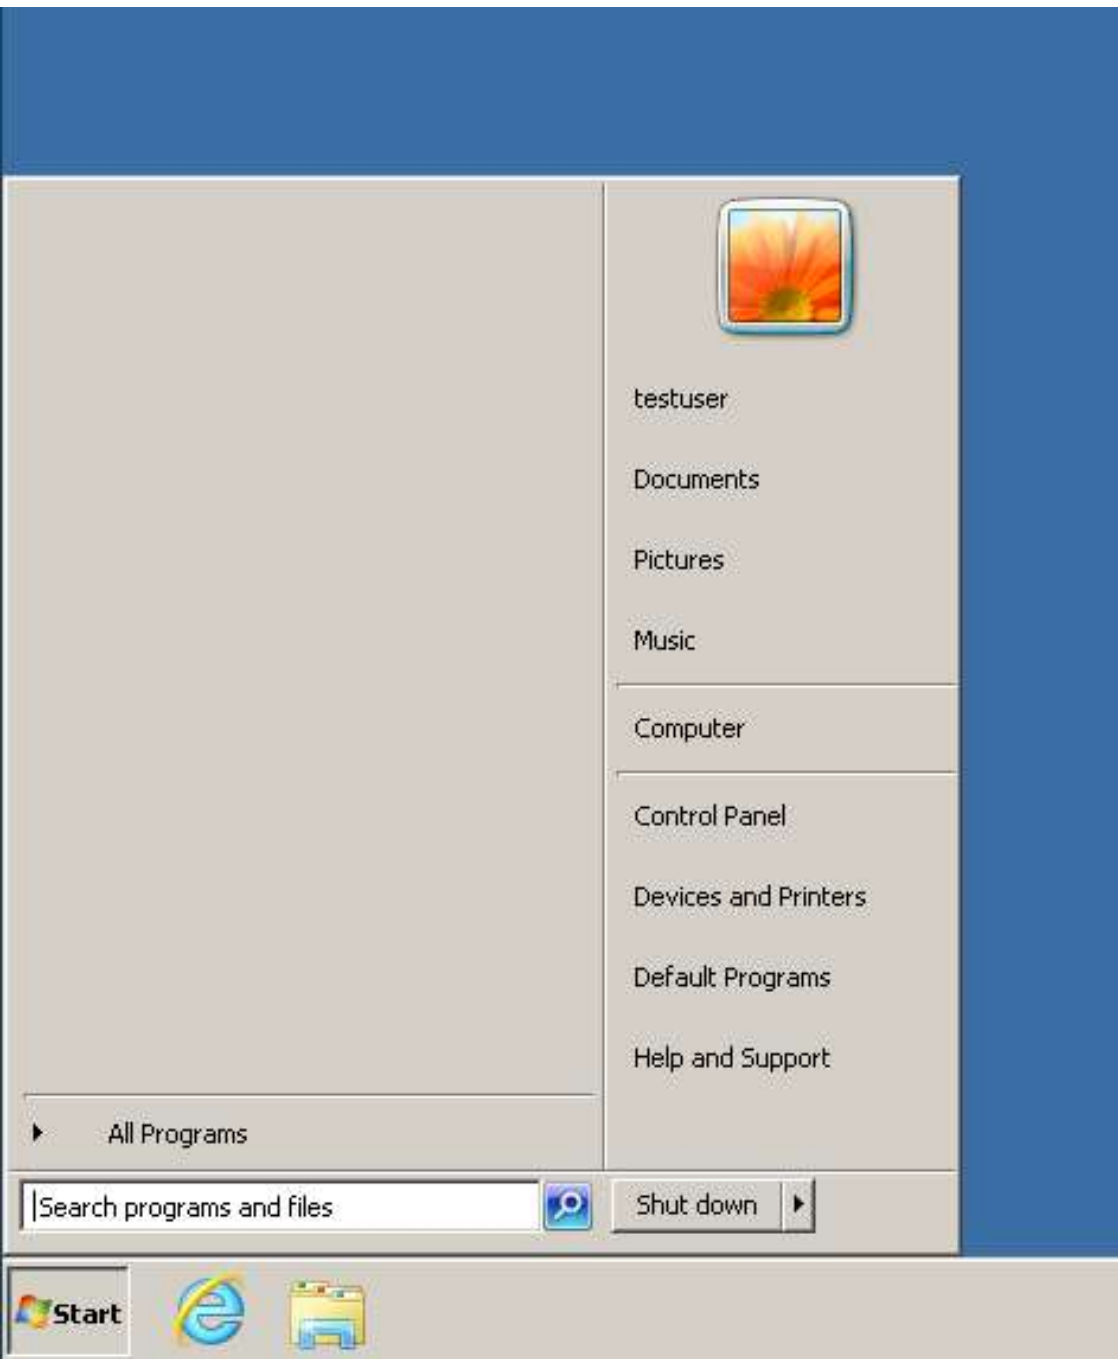 testuser
Documents
Pictures
Music
Computer
Control Panel
Devices and Printers
Default Programs
Help and Support
All Programs
Search programs and files
Shut down
Start